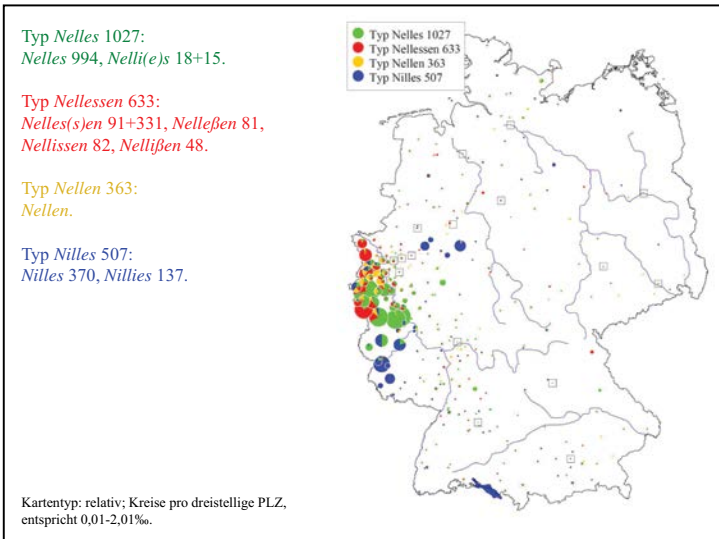 Typ Nelles 1027:
Nelles 994, Nelli(e)s 18+15.
Typ Nellessen 633:
Nelles(s)en 91+331, Nelleßen 81,
Nellissen 82, Nellißen 48.
Typ Nellen 363:
Nellen.
Typ Nilles 507:
Nilles 370, Nillies 137.
Kartentyp: relativ; Kreise pro dreistellige PLZ,
entspricht 0,01-2,01‰.
Typ Nelles 1027
Typ Nellessen 633
Typ Nellen 363
Typ Nilles 507